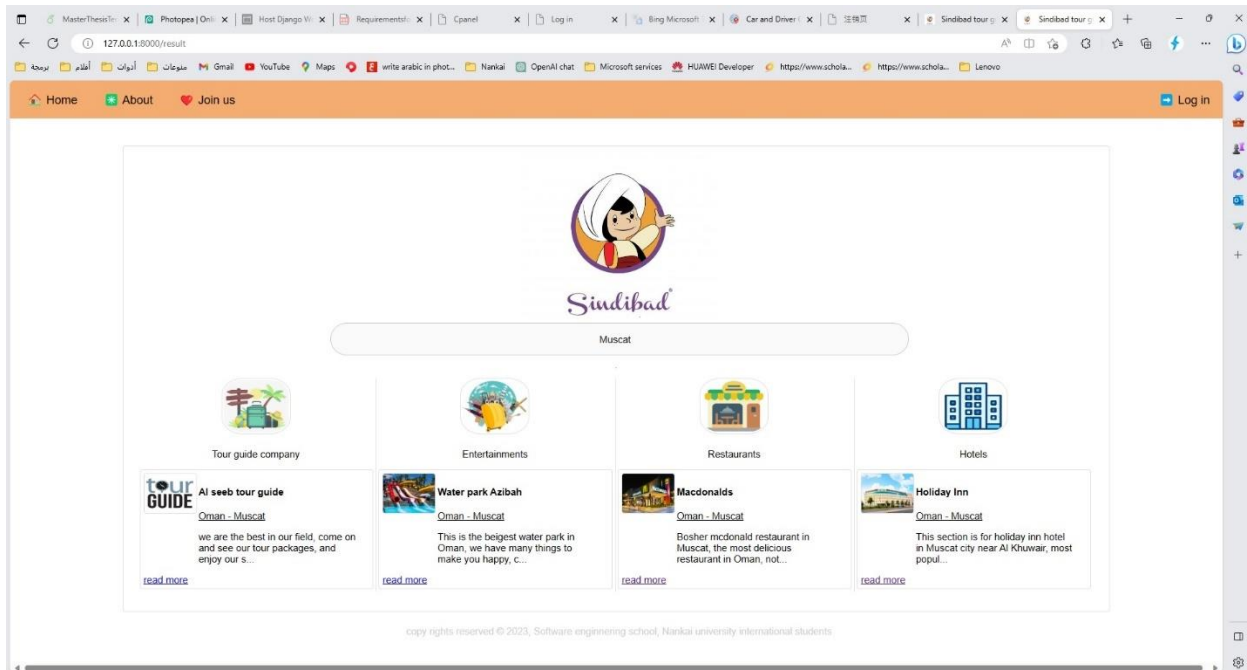 MasterThesisTe
Photopea | Onli
Host Django W
Requirements
Cpanel
Log in
Bing Microsoft
Car and Driver
Sindibad tour g
Sindibad tour g
127.0.0.1:8000/result
برمجة
أفلام
أدوات
منوعات
Gmail
YouTube
Maps
write arabic in phot...
Nankai
OpenAI chat
Microsoft services
HUAWEI Developer
https://www.schola...
https://www.schola...
Lenovo
Home
About
Join us
Log in
Sindibad
Muscat
Tour guide company
Entertainments
Restaurants
Hotels
tour
GUIDE
Al seeb tour guide
Oman - Muscat
we are the best in our field, come on
and see our tour packages, and
enjoy our s...
read more
Water park Azibah
Oman - Muscat
This is the beigest water park in
Oman, we have many things to
make you happy, c...
read more
Macdonalds
Oman - Muscat
Bosher mcdonald restaurant in
Muscat, the most delicious
restaurant in Oman, not...
read more
Holiday Inn
Oman - Muscat
This section is for holiday inn hotel
in Muscat city near Al Khuwair, most
popul...
read more
copy rights reserved © 2023, Software enginnering school, Nankai university international students